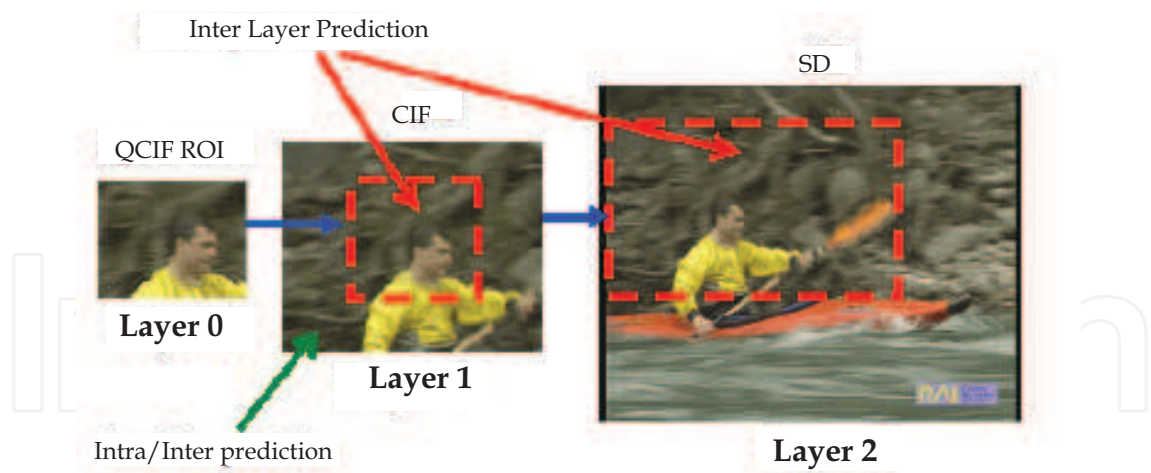 Inter Layer Prediction
SD
CIF
QCIF ROI
Layer 0
Layer 1
Intra/Inter prediction
Layer 2